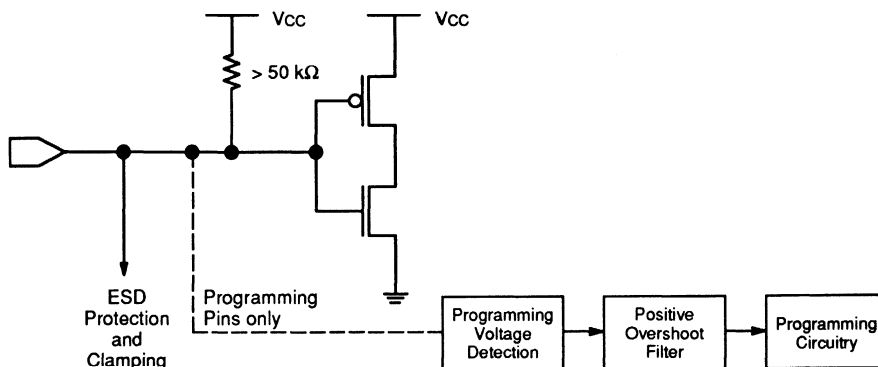 VCC
VCC
> 50 kΩ
ESD
Protection
and
Clamping
Programming
Pins only
Programming
Voltage
Detection
Positive
Overshoot
Filter
Programming
Circuitry